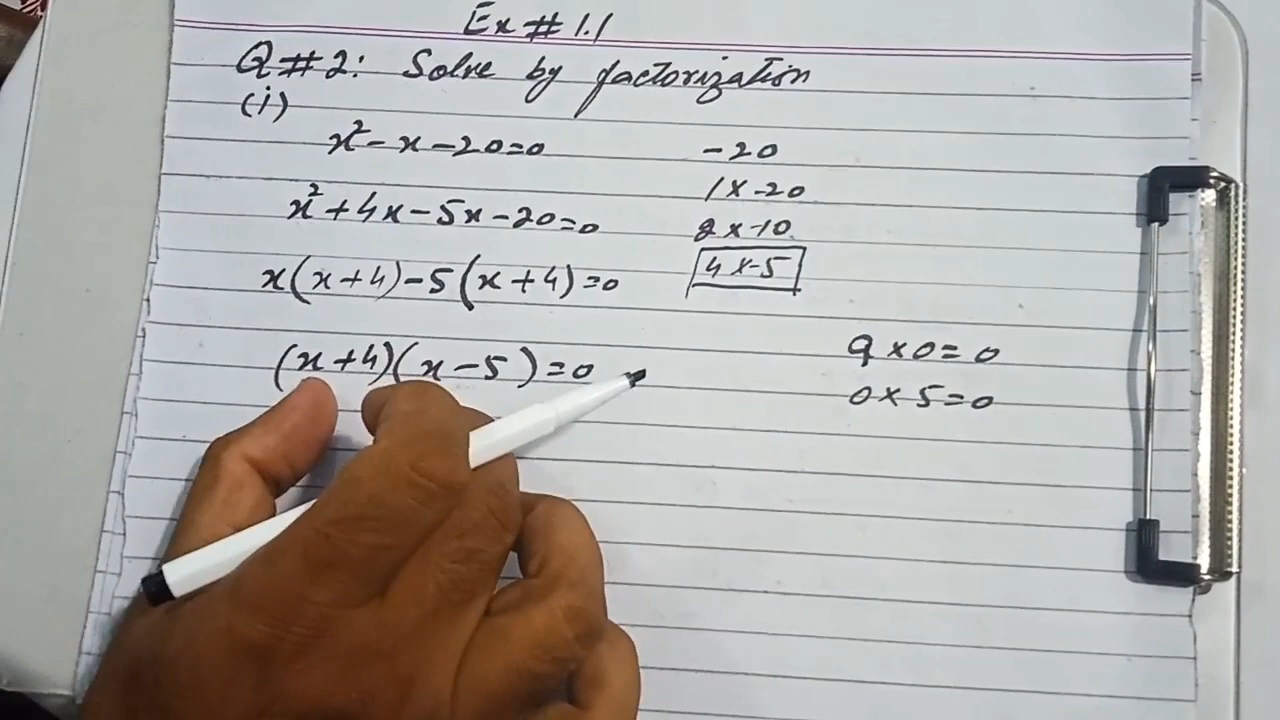 Ex # 1.1
Q # 2: Solve by factorization
(i)
x² - x - 20 = 0
x² + 4x - 5x - 20 = 0
x(x + 4) - 5(x + 4) = 0
(x + 4)(x - 5) = 0
- 20
1 x -20
2 x -10
4 x -5
9 x 0 = 0
0 x 5 = 0